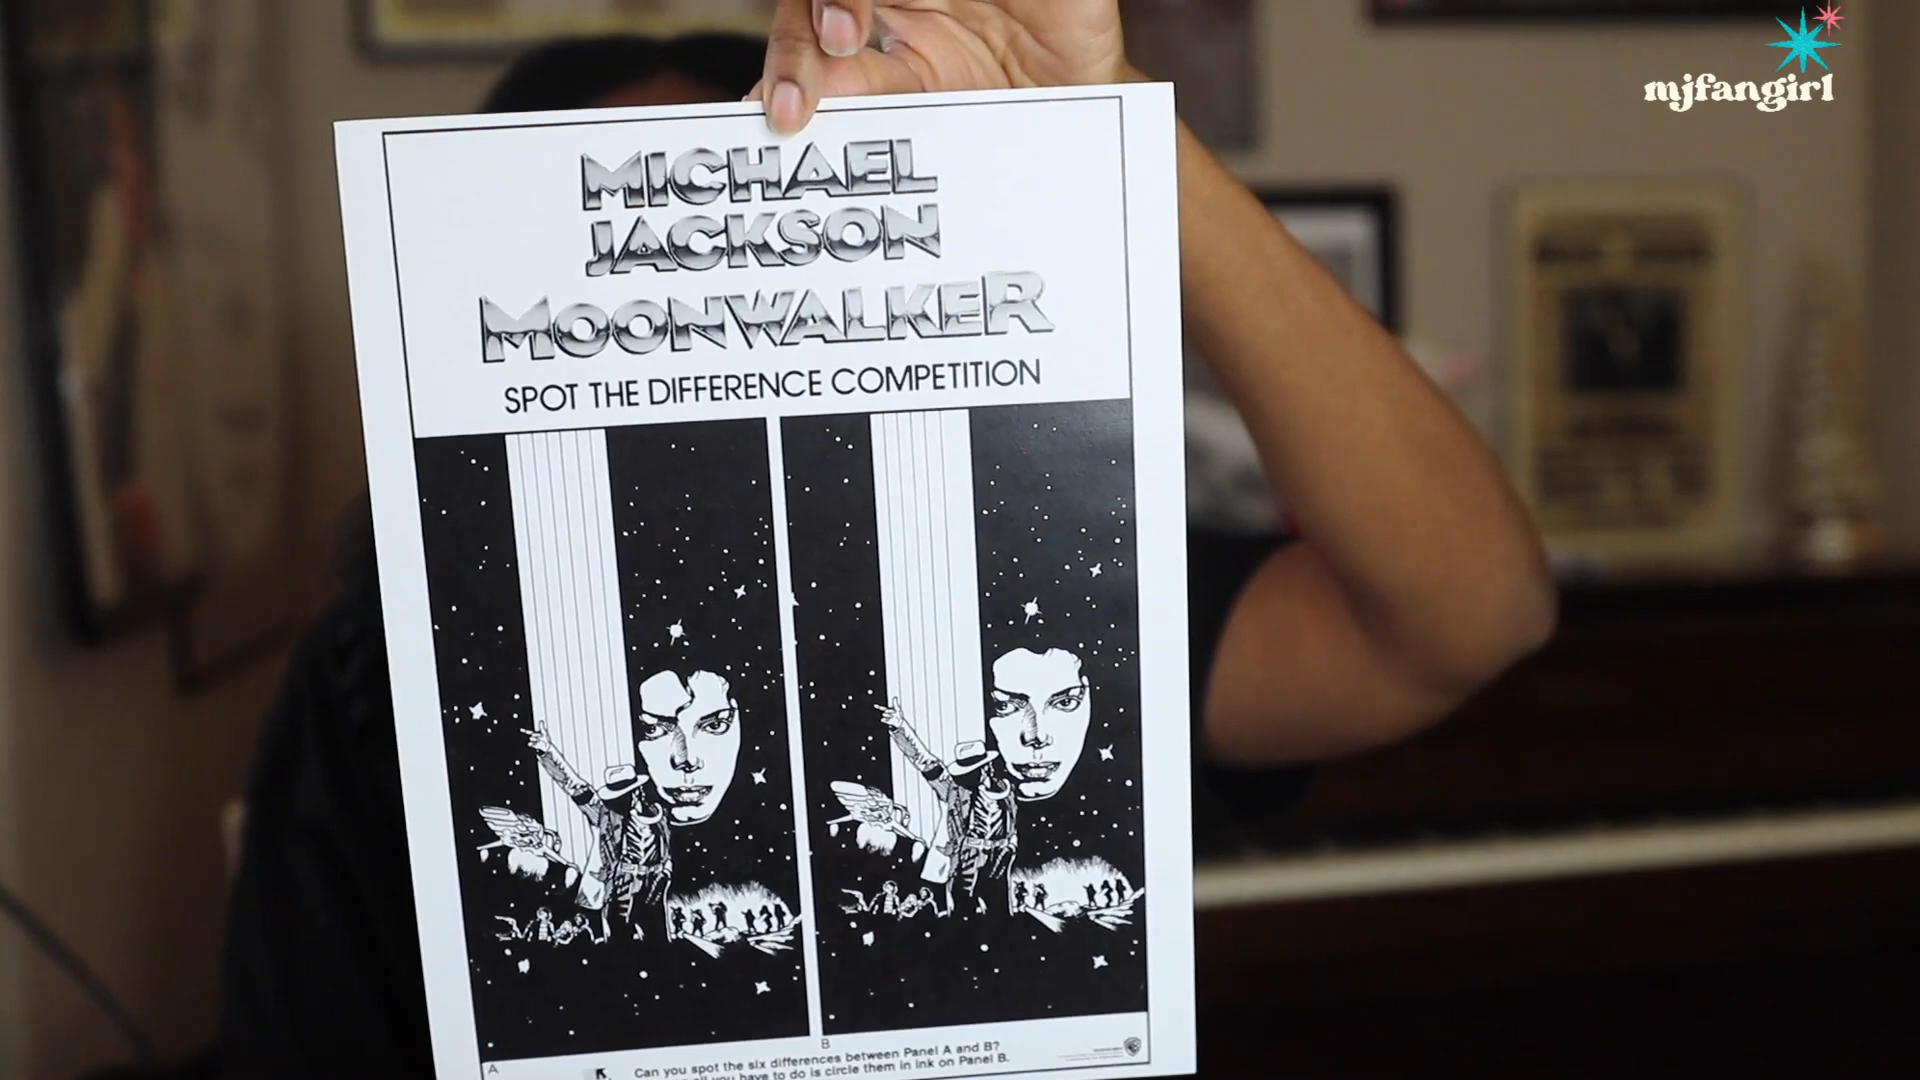 mjfangirl
MICHAEL
JACKSON
MOONWALKER
SPOT THE DIFFERENCE COMPETITION
A
B
Can you spot the six differences between Panel A and B?
all you have to do is circle them in ink on Panel B.